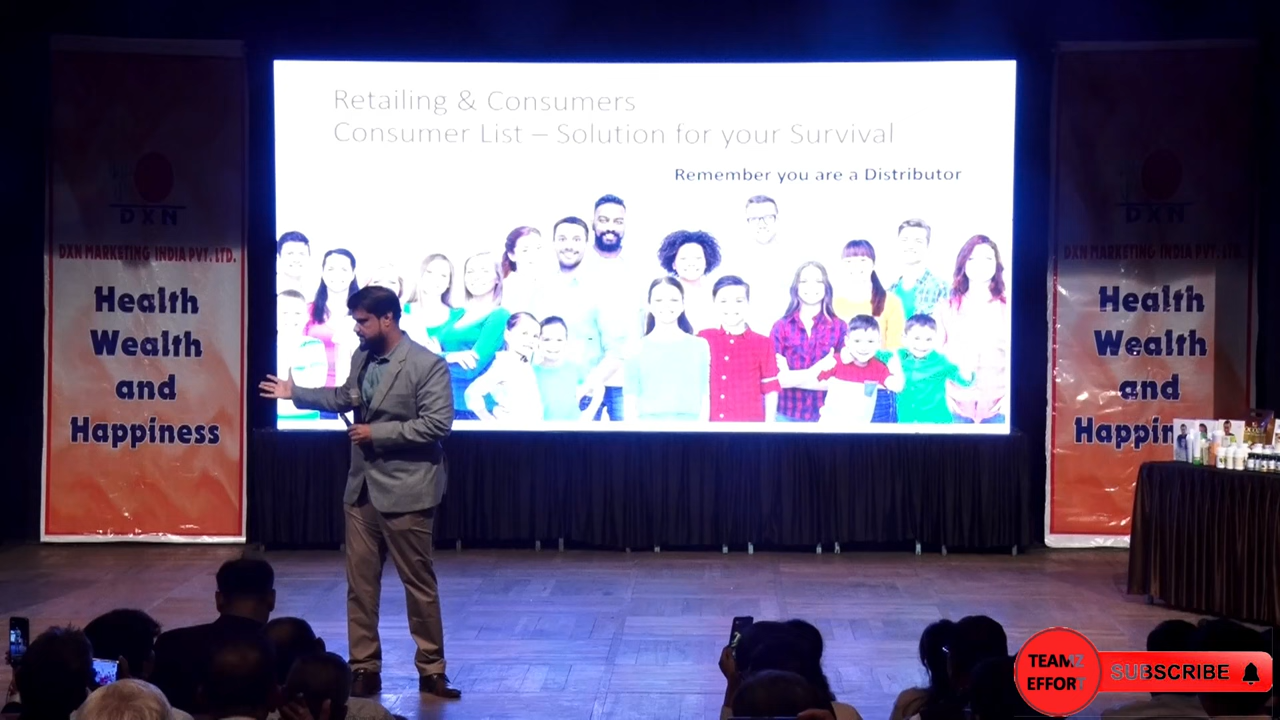 Retailing & Consumers
Consumer List – Solution for your Survival
Remember you are a Distributor
DXN
DXN MARKETING INDIA PVT. LTD.
Health
Wealth
and
Happiness
DXN
DXN MARKETING INDIA PVT. LTD.
Health
Wealth
and
Happin
TEAMZ
EFFORT
SUBSCRIBE